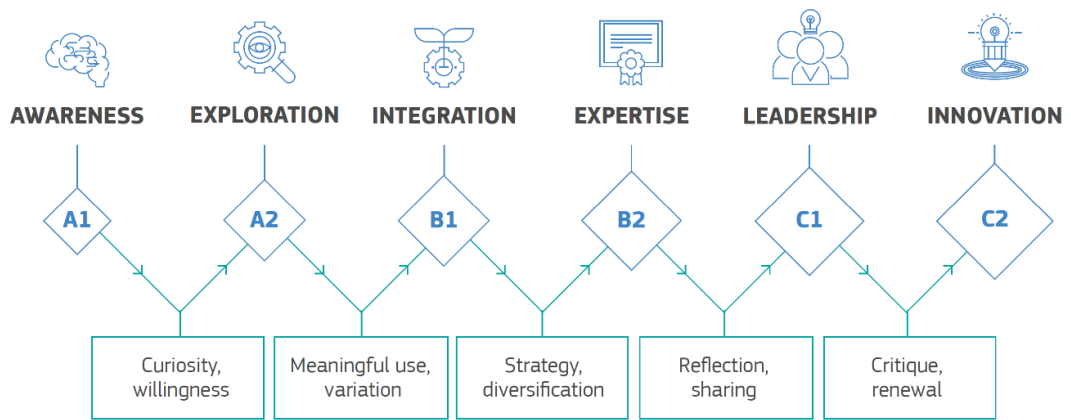 AWARENESS
EXPLORATION
INTEGRATION
EXPERTISE
LEADERSHIP
INNOVATION
A1
A2
B1
B2
C1
C2
Curiosity,
willingness
Meaningful use,
variation
Strategy,
diversification
Reflection,
sharing
Critique,
renewal